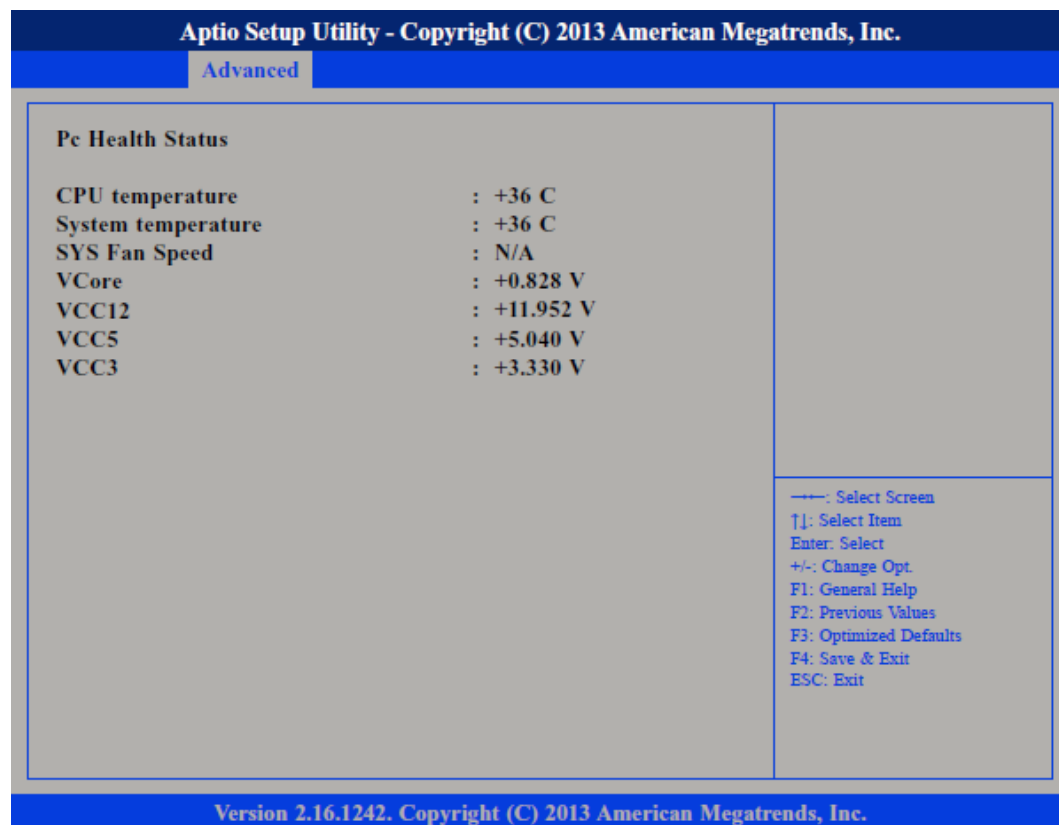 Aptio Setup Utility - Copyright (C) 2013 American Megatrends, Inc.
Advanced
Pc Health Status
CPU temperature : +36 C
System temperature : +36 C
SYS Fan Speed : N/A
VCore : +0.828 V
VCC12 : +11.952 V
VCC5 : +5.040 V
VCC3 : +3.330 V
→←: Select Screen
↑↓: Select Item
Enter: Select
+/-: Change Opt.
F1: General Help
F2: Previous Values
F3: Optimized Defaults
F4: Save & Exit
ESC: Exit
Version 2.16.1242. Copyright (C) 2013 American Megatrends, Inc.